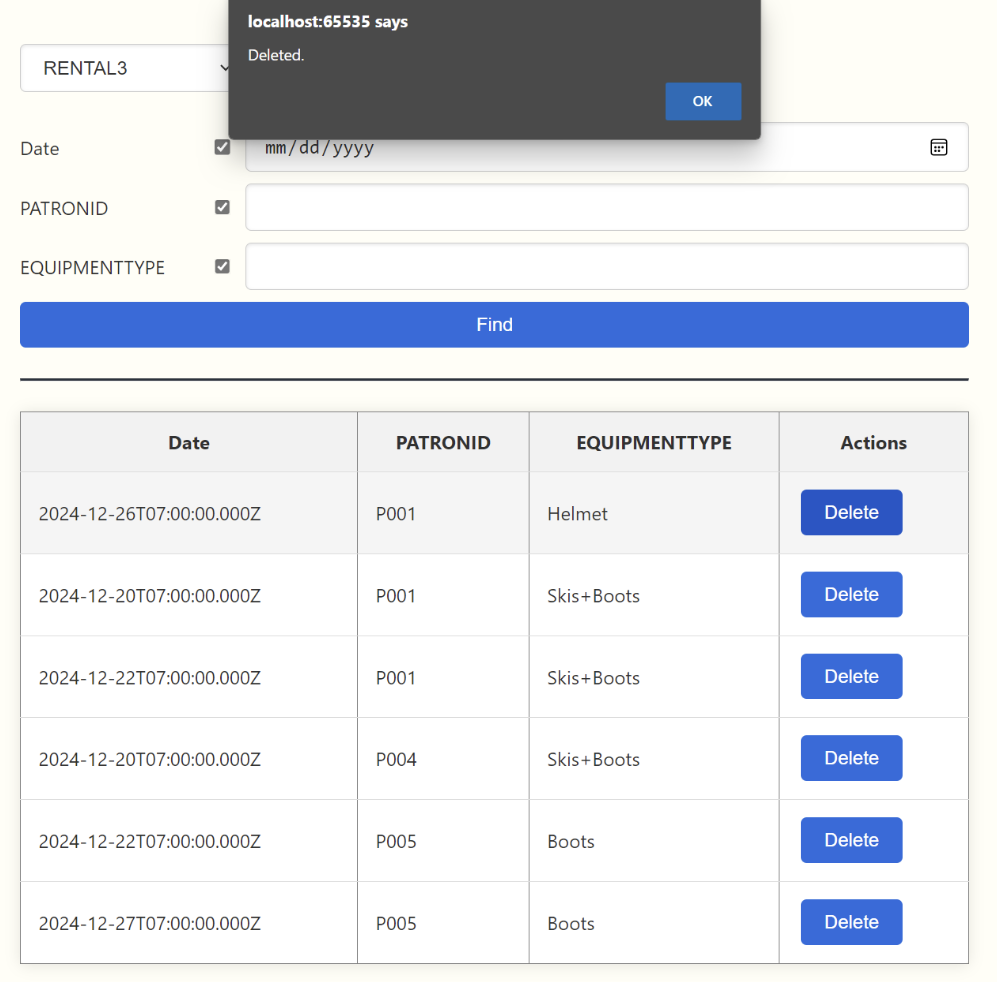 localhost:65535 says
Deleted.
OK
RENTAL3
Date mm/dd/yyyy
PATRONID
EQUIPMENTTYPE
Find
Date PATRONID EQUIPMENTTYPE Actions
2024-12-26T07:00:00.000Z P001 Helmet Delete
2024-12-20T07:00:00.000Z P001 Skis+Boots Delete
2024-12-22T07:00:00.000Z P001 Skis+Boots Delete
2024-12-20T07:00:00.000Z P004 Skis+Boots Delete
2024-12-22T07:00:00.000Z P005 Boots Delete
2024-12-27T07:00:00.000Z P005 Boots Delete